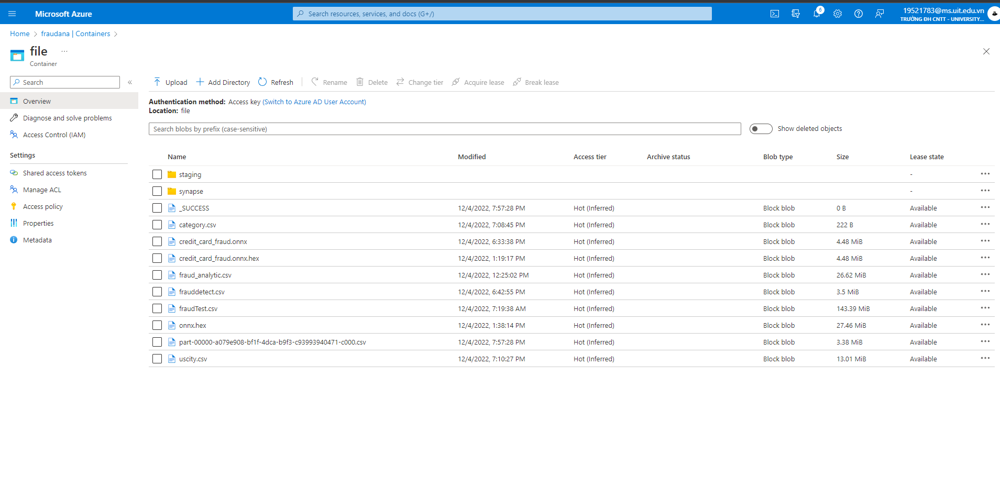 Microsoft Azure
Search resources, services, and docs (G+/)
6
19521783@ms.uit.edu.vn
TRƯỜNG ĐH CNTT - UNIVERSITY...
Home > fraudana | Containers >
file ...
Container
Search «
Upload Add Directory Refresh Rename Delete Change tier Acquire lease Break lease
Overview
Diagnose and solve problems
Access Control (IAM)
Settings
Shared access tokens
Manage ACL
Access policy
Properties
Metadata
Authentication method: Access key (Switch to Azure AD User Account)
Location: file
Search blobs by prefix (case-sensitive)
Show deleted objects
Name Modified Access tier Archive status Blob type Size Lease state
staging - ...
synapse - ...
_SUCCESS 12/4/2022, 7:57:28 PM Hot (Inferred) Block blob 0 B Available ...
category.csv 12/4/2022, 7:08:45 PM Hot (Inferred) Block blob 222 B Available ...
credit_card_fraud.onnx 12/4/2022, 6:33:38 PM Hot (Inferred) Block blob 4.48 MiB Available ...
credit_card_fraud.onnx.hex 12/4/2022, 1:19:17 PM Hot (Inferred) Block blob 4.48 MiB Available ...
fraud_analytic.csv 12/4/2022, 12:25:02 PM Hot (Inferred) Block blob 26.62 MiB Available ...
frauddetect.csv 12/4/2022, 6:42:55 PM Hot (Inferred) Block blob 3.5 MiB Available ...
fraudTest.csv 12/4/2022, 7:19:38 AM Hot (Inferred) Block blob 143.39 MiB Available ...
onnx.hex 12/4/2022, 1:38:14 PM Hot (Inferred) Block blob 27.46 MiB Available ...
part-00000-a079e908-bf1f-4dca-b9f3-c93993940471-c000.csv 12/4/2022, 7:57:28 PM Hot (Inferred) Block blob 3.38 MiB Available ...
uscity.csv 12/4/2022, 7:10:27 PM Hot (Inferred) Block blob 13.01 MiB Available ...